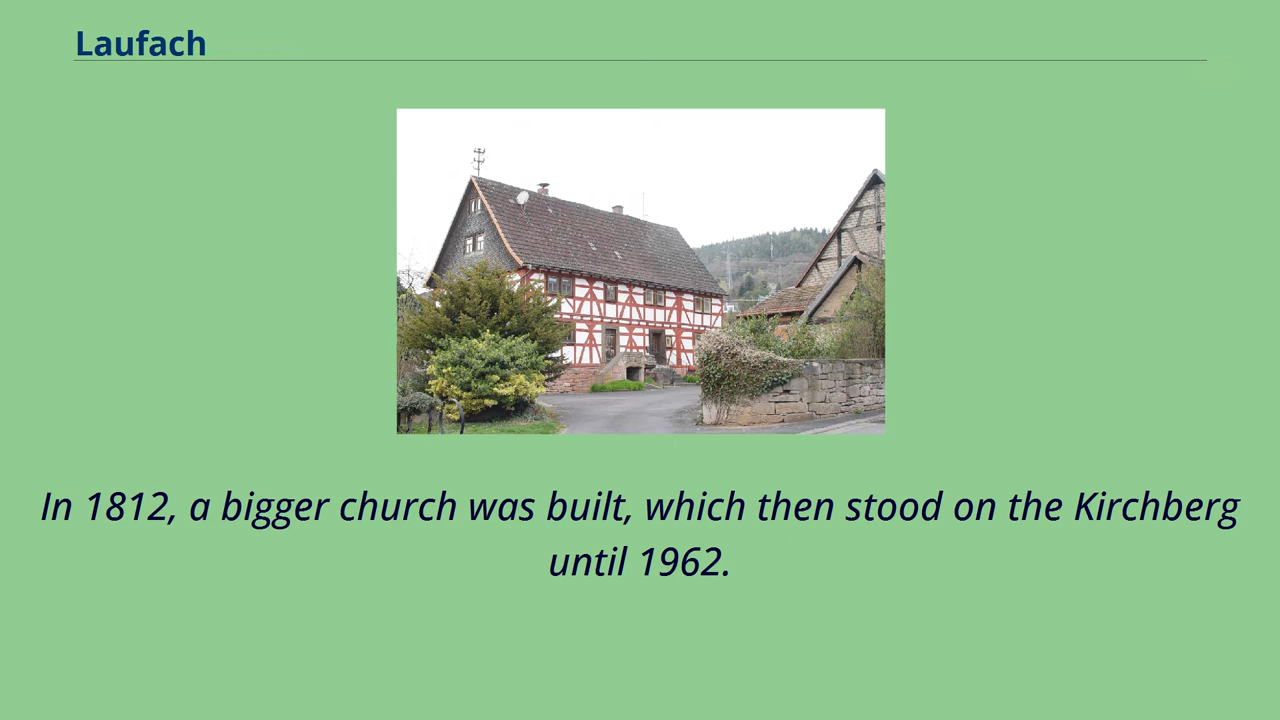 Laufach
In 1812, a bigger church was built, which then stood on the Kirchberg
until 1962.